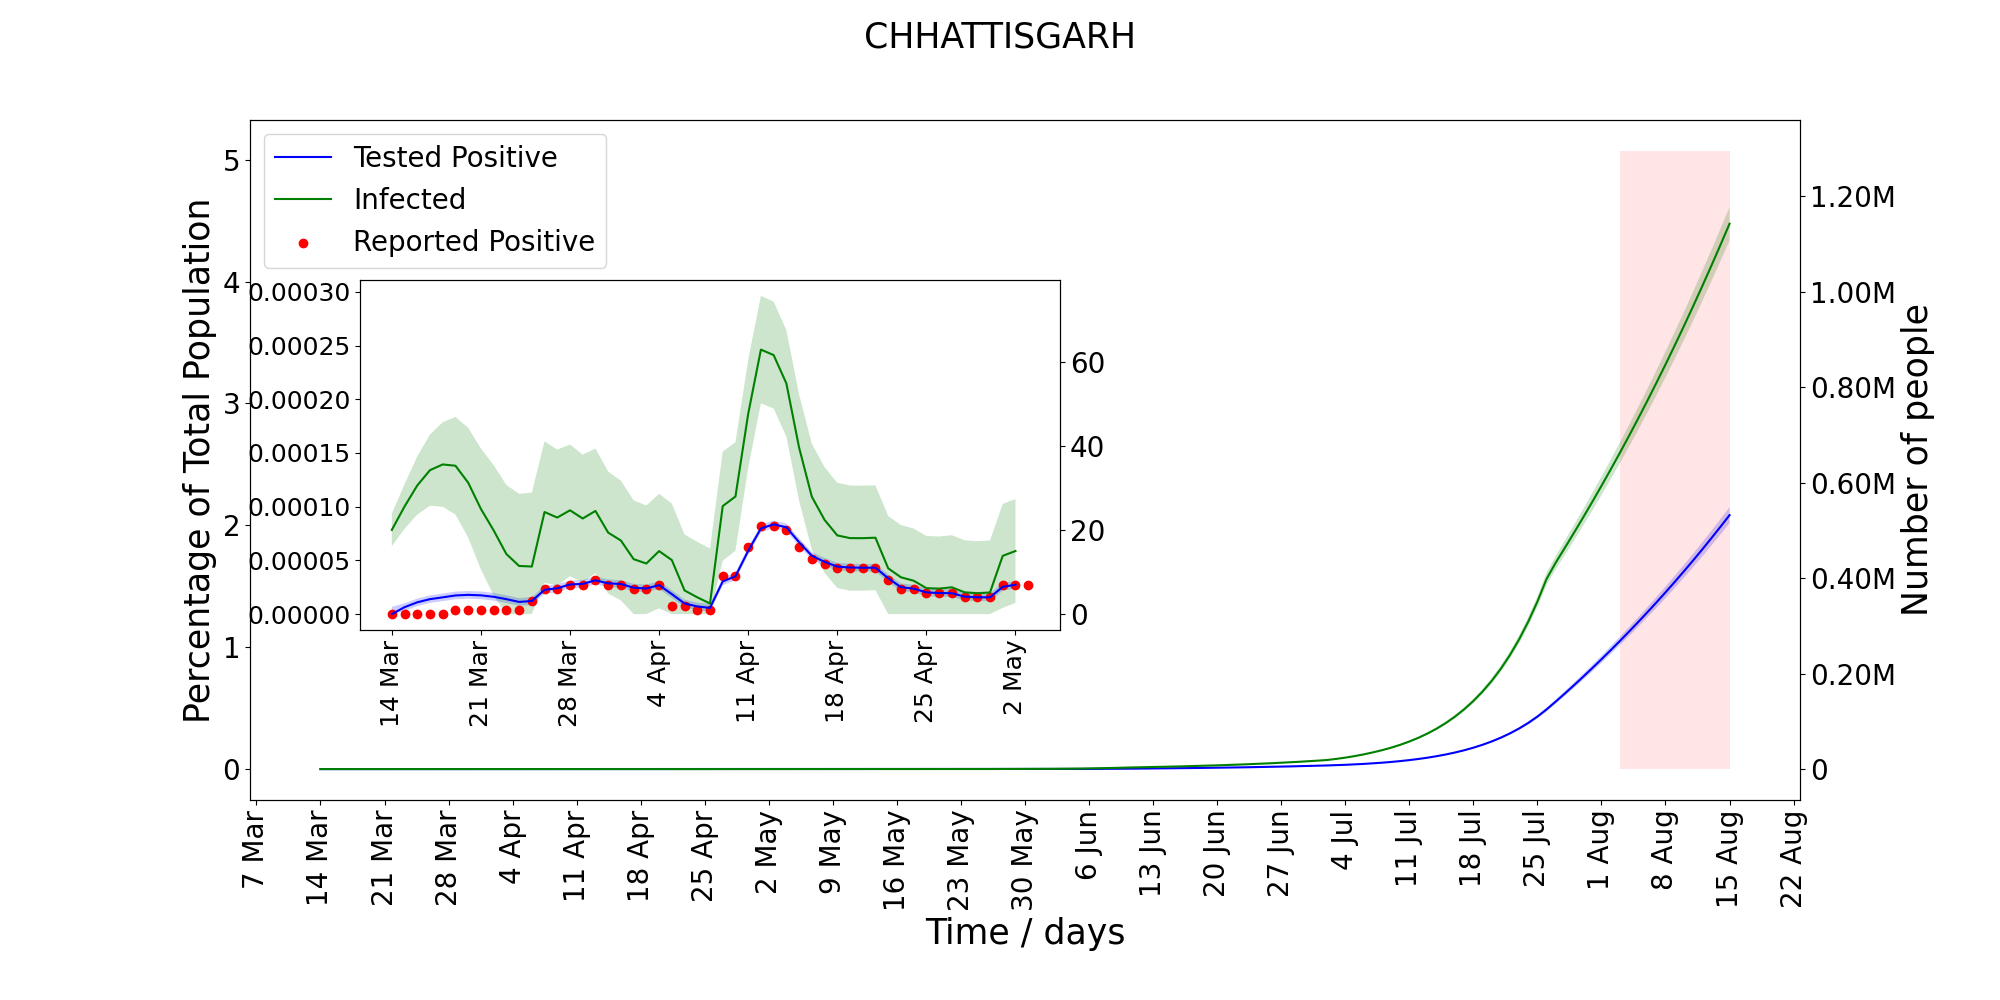 CHHATTISGARH
Tested Positive
Infected
Reported Positive
Percentage of Total Population
5
4
3
2
1
0
0.00030
0.00025
0.00020
0.00015
0.00010
0.00005
0.00000
60
40
20
0
14 Mar
21 Mar
28 Mar
4 Apr
11 Apr
18 Apr
25 Apr
2 May
1.20M
1.00M
0.80M
0.60M
0.40M
0.20M
0
Number of people
7 Mar
14 Mar
21 Mar
28 Mar
4 Apr
11 Apr
18 Apr
25 Apr
2 May
9 May
16 May
23 May
30 May
6 Jun
13 Jun
20 Jun
27 Jun
4 Jul
11 Jul
18 Jul
25 Jul
1 Aug
8 Aug
15 Aug
22 Aug
Time / days